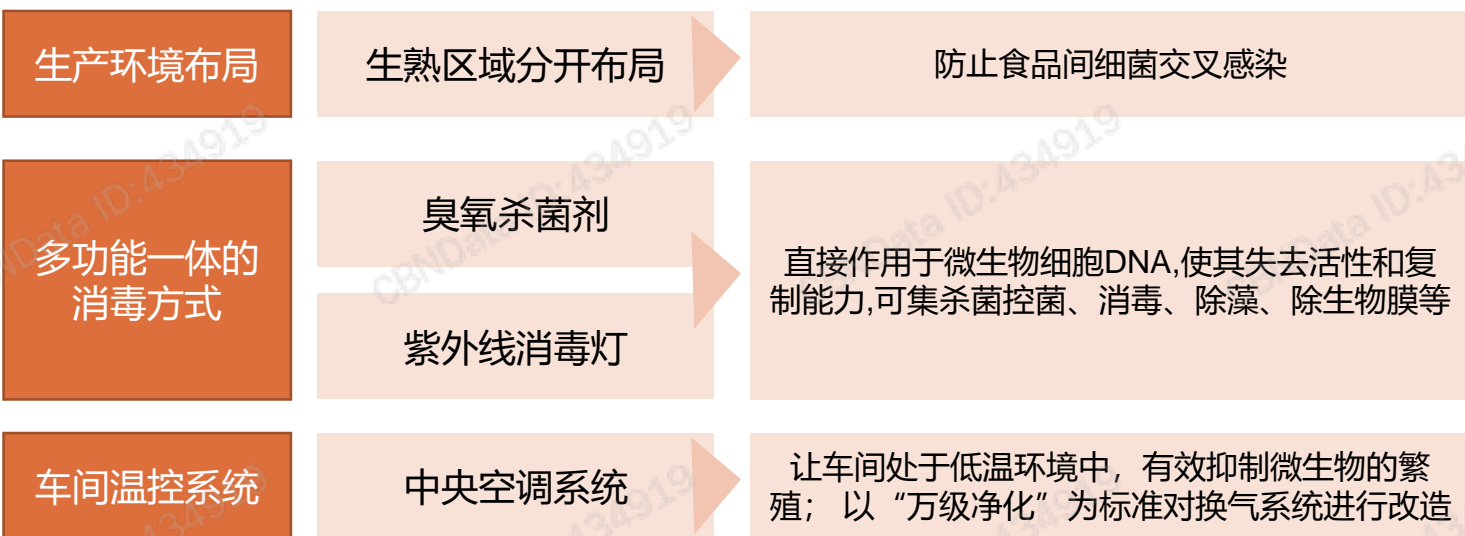 生产环境布局
生熟区域分开布局
防止食品间细菌交叉感染
多功能一体的
消毒方式
臭氧杀菌剂
紫外线消毒灯
直接作用于微生物细胞DNA,使其失去活性和复
制能力,可集杀菌控菌、消毒、除藻、除生物膜等
车间温控系统
中央空调系统
让车间处于低温环境中，有效抑制微生物的繁
殖； 以“万级净化”为标准对换气系统进行改造
CBNData ID:434919